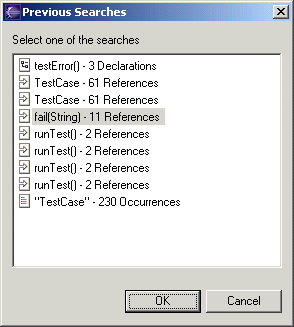 Previous Searches
Select one of the searches
testError() - 3 Declarations
TestCase - 61 References
TestCase - 61 References
fail(String) - 11 References
runTest() - 2 References
runTest() - 2 References
runTest() - 2 References
runTest() - 2 References
"TestCase" - 230 Occurrences
OK
Cancel